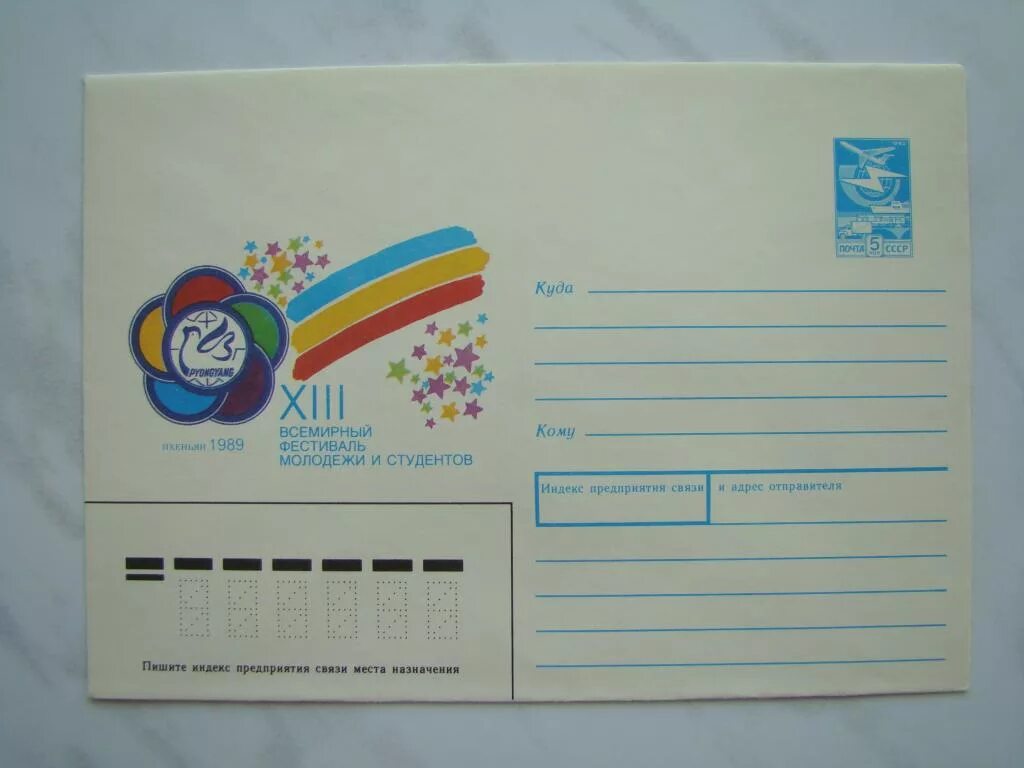 ПОЧТА 5 КОП СССР
PYONGYANG
ПХЕНЬЯН 1989
XIII
ВСЕМИРНЫЙ
ФЕСТИВАЛЬ
МОЛОДЕЖИ И СТУДЕНТОВ
Куда
Кому
Индекс предприятия связи и адрес отправителя
Пишите индекс предприятия связи места назначения